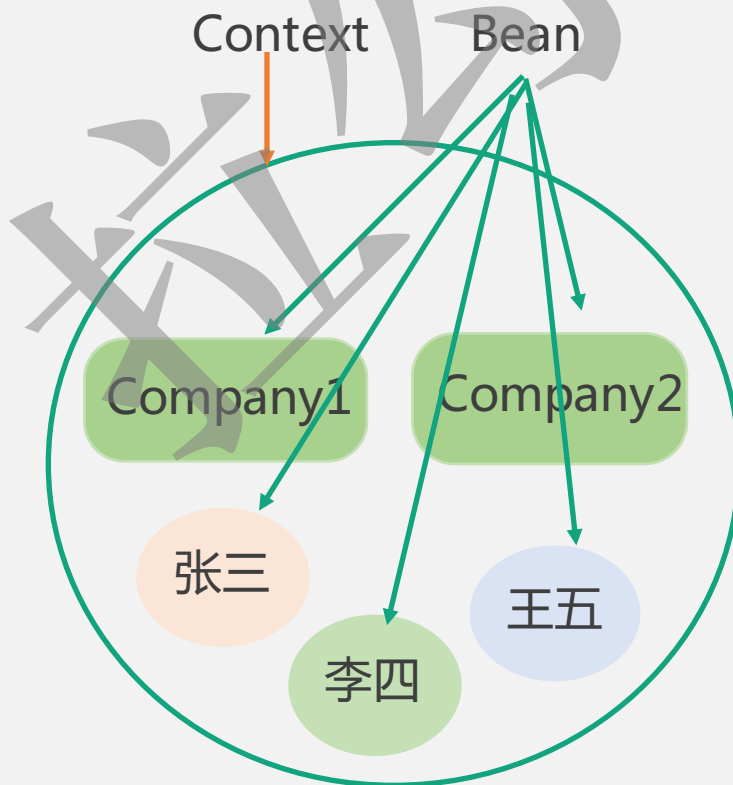 Context Bean
Company1 Company2
张三
王五
李四